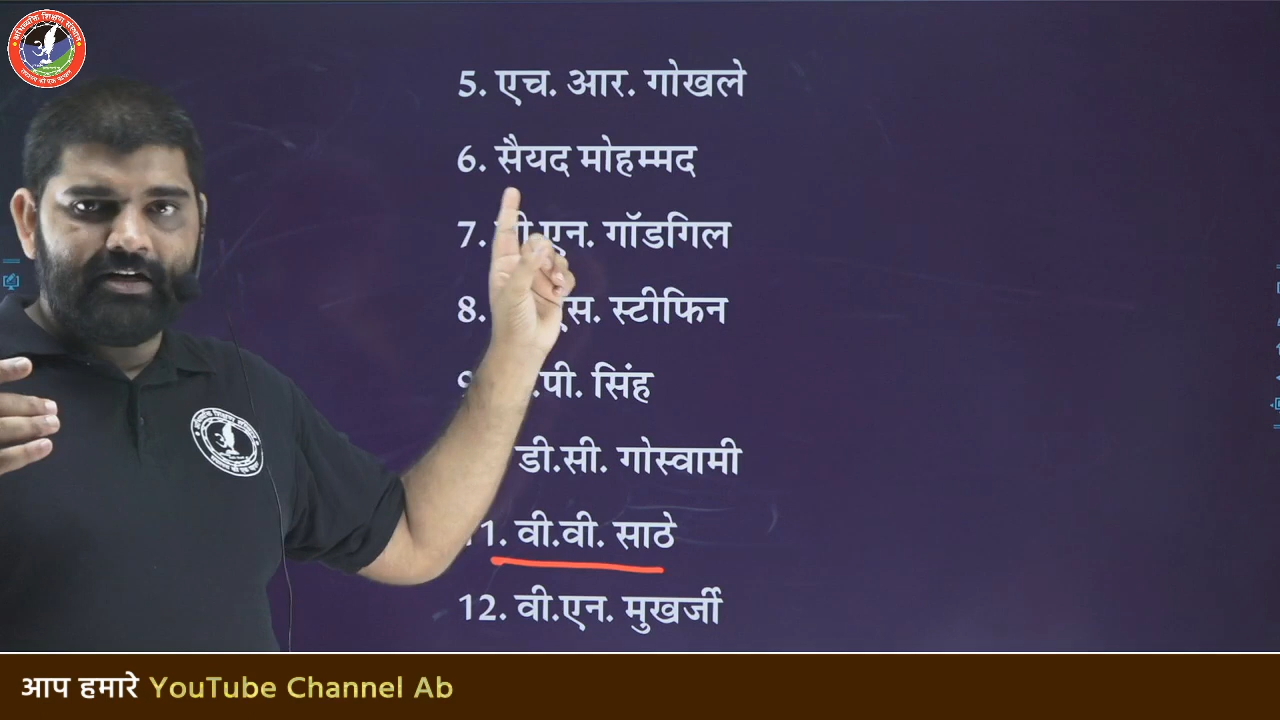 5. एच. आर. गोखले
6. सैयद मोहम्मद
7. एन. गॉडगिल
8. स्टीफिन
पी. सिंह
डी.सी. गोस्वामी
11. वी.वी. साठे
12. वी.एन. मुखर्जी
आप हमारे YouTube Channel Ab